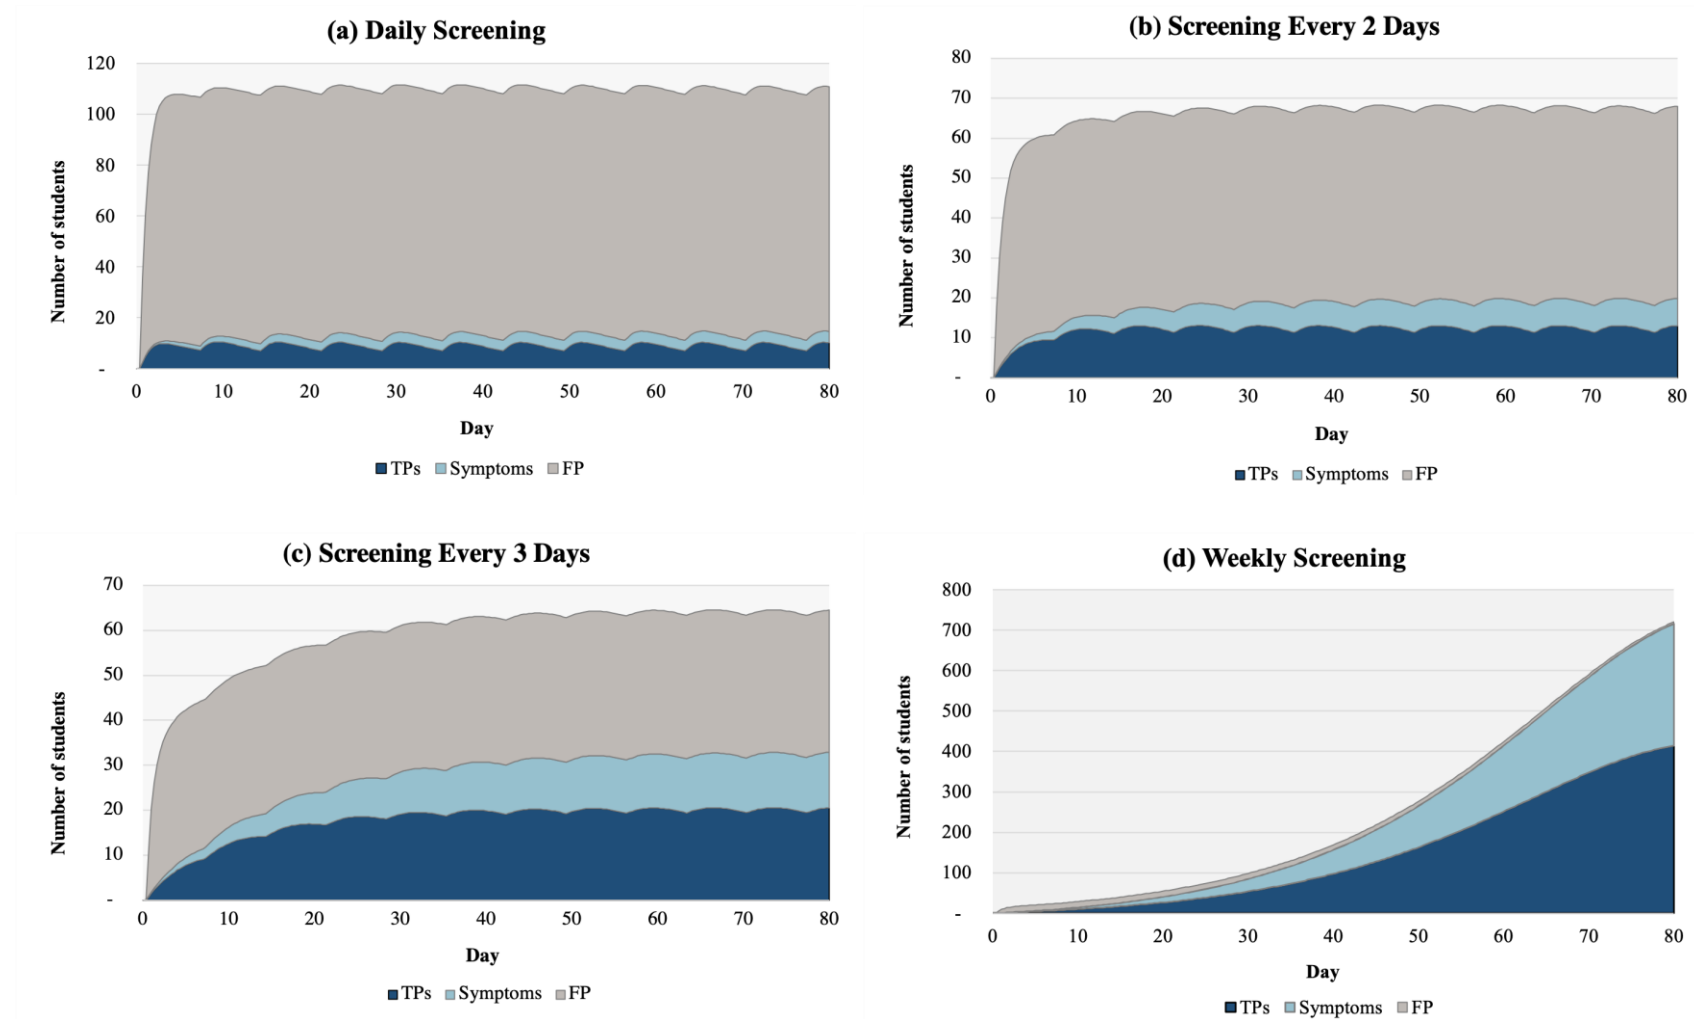 (a) Daily Screening
120
100
80
60
40
20
-
0 10 20 30 40 50 60 70 80
Number of students
Day
TPs Symptoms FP
(b) Screening Every 2 Days
80
70
60
50
40
30
20
10
-
0 10 20 30 40 50 60 70 80
Number of students
Day
TPs Symptoms FP
(c) Screening Every 3 Days
70
60
50
40
30
20
10
-
0 10 20 30 40 50 60 70 80
Number of students
Day
TPs Symptoms FP
(d) Weekly Screening
800
700
600
500
400
300
200
100
-
0 10 20 30 40 50 60 70 80
Number of students
Day
TPs Symptoms FP